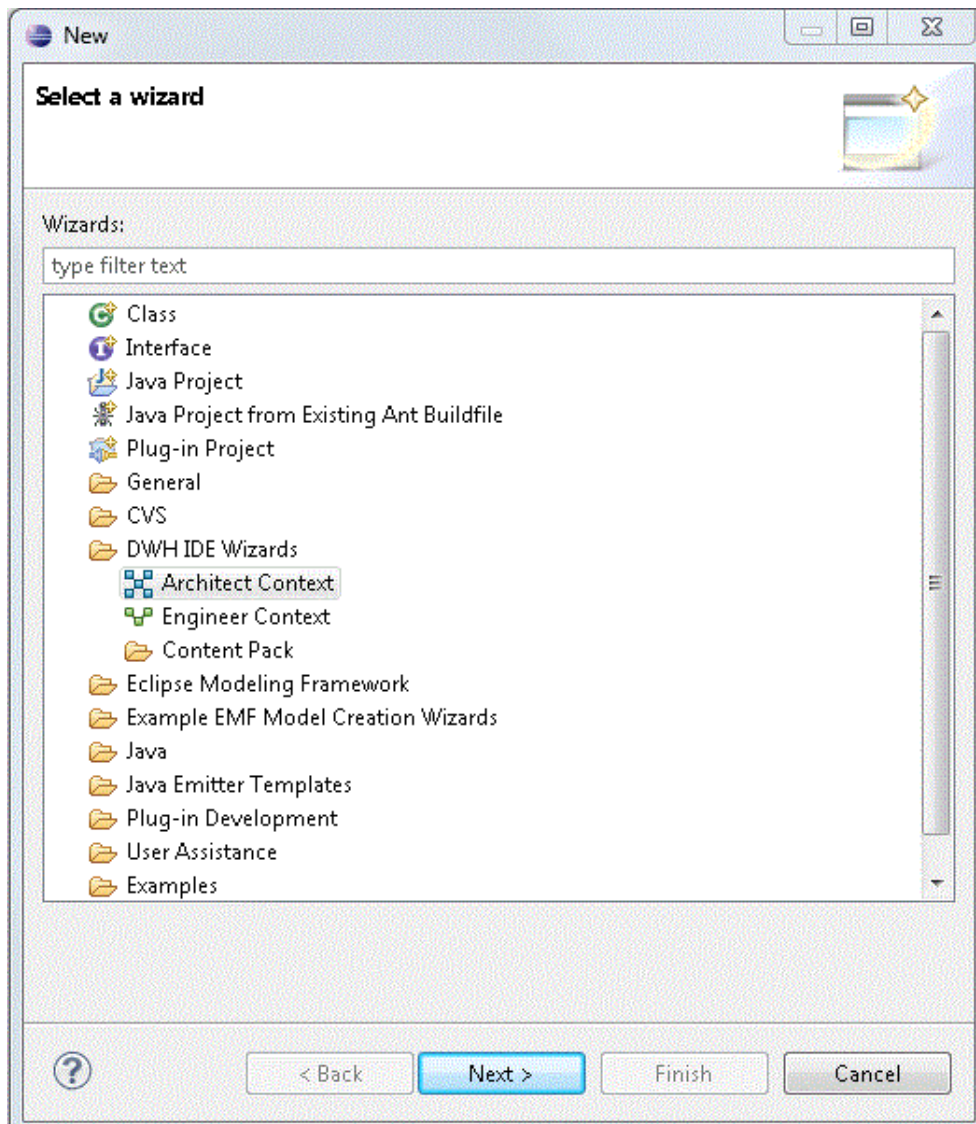 New
Select a wizard
Wizards:
type filter text
Class
Interface
Java Project
Java Project from Existing Ant Buildfile
Plug-in Project
General
CVS
DWH IDE Wizards
Architect Context
Engineer Context
Content Pack
Eclipse Modeling Framework
Example EMF Model Creation Wizards
Java
Java Emitter Templates
Plug-in Development
User Assistance
Examples
< Back Next > Finish Cancel